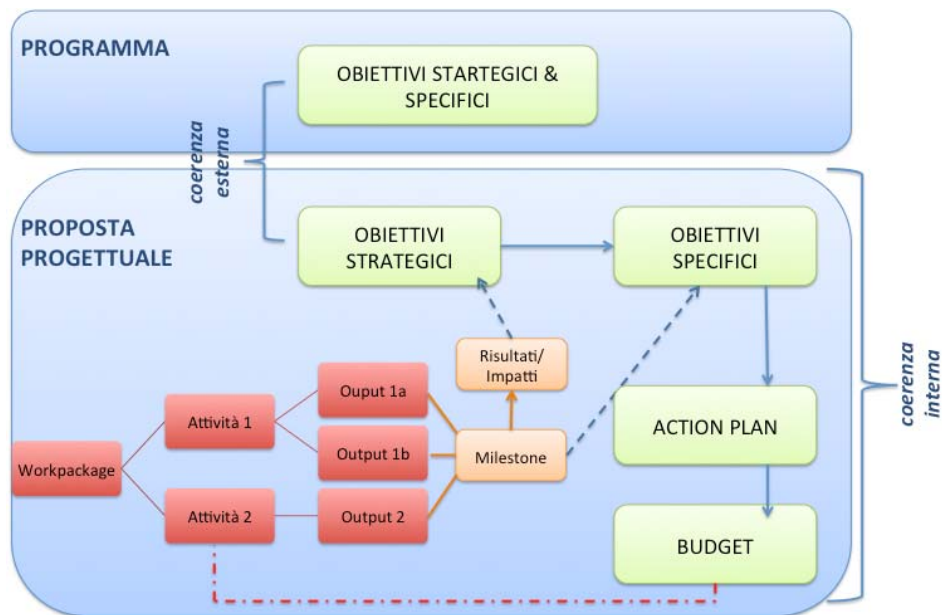 PROGRAMMA
OBIETTIVI STARTEGICI &
SPECIFICI
coerenza
esterna
PROPOSTA
PROGETTUALE
OBIETTIVI
STRATEGICI
OBIETTIVI
SPECIFICI
Risultati/
Impatti
coerenza
interna
Ouput 1a
Attività 1
ACTION PLAN
Output 1b
Milestone
Workpackage
Attività 2
Output 2
BUDGET